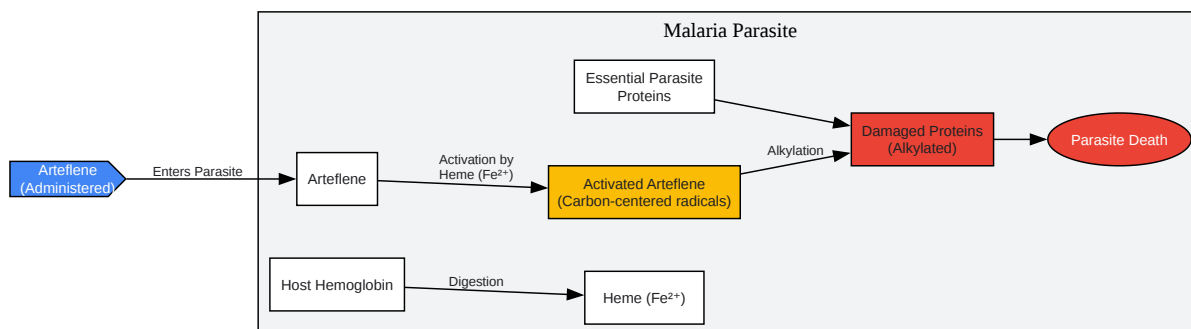 Malaria Parasite
Essential Parasite
Proteins
Damaged Proteins
(Alkylated)
Parasite Death
Alkylation
Arteflene
(Administered)
Enters Parasite
Arteflene
Activation by
Heme (Fe²⁺)
Activated Arteflene
(Carbon-centered radicals)
Host Hemoglobin
Digestion
Heme (Fe²⁺)